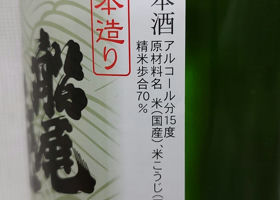 本酒
アルコール分15度
原材料名 米(国産)、米こうじ(
精米歩合70%
本造り